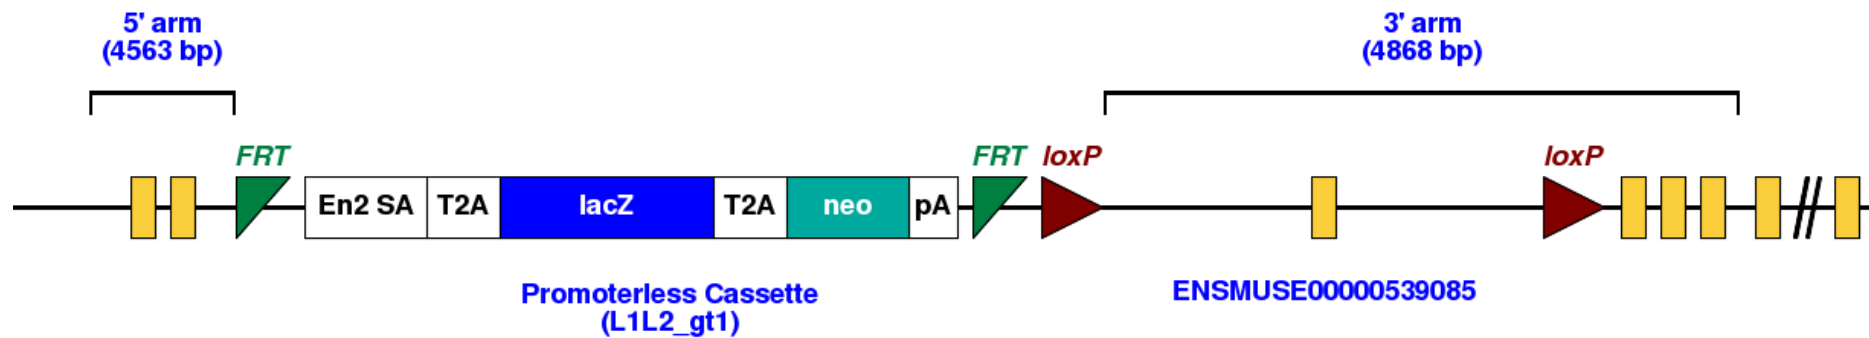 5' arm
(4563 bp)
3' arm
(4868 bp)
FRT
FRT
loxP
loxP
En2 SA
T2A
lacZ
T2A
neo
pA
Promoterless Cassette
(L1L2_gt1)
ENSMUSE00000539085